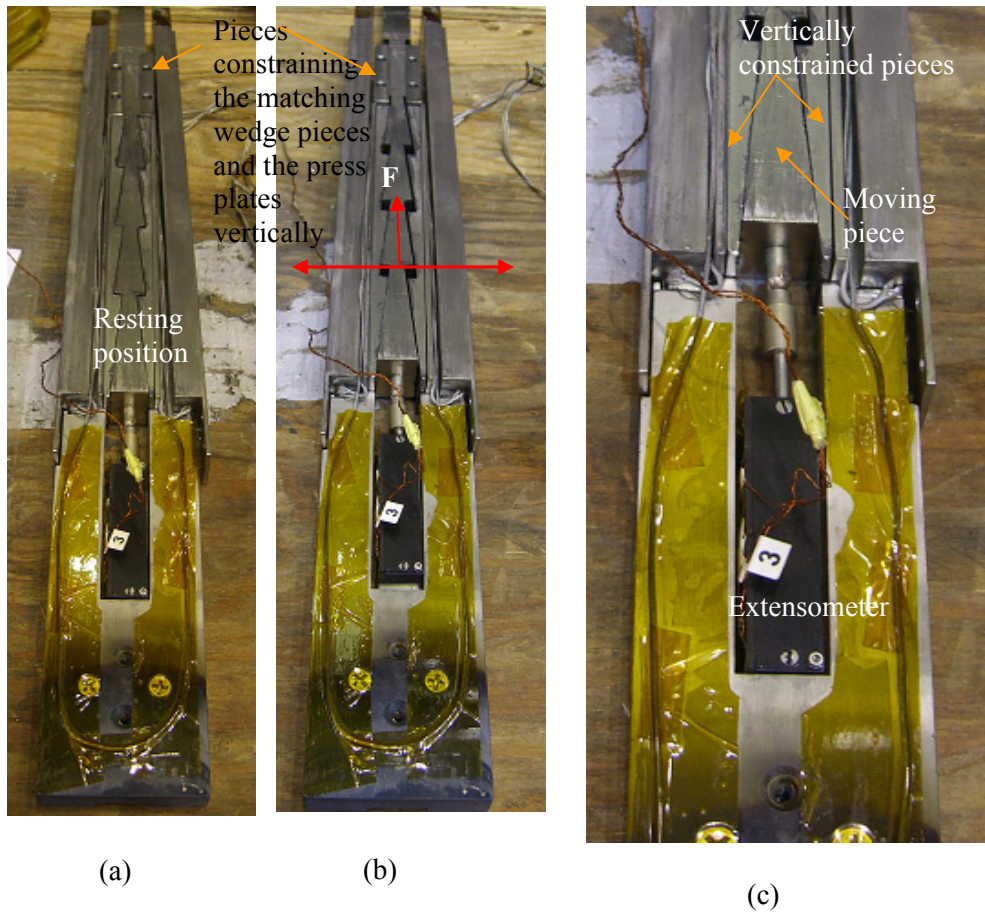 Pieces
constraining
the matching
wedge pieces
and the press
plates
vertically
F
Resting
position
3
3
Vertically
constrained pieces
Moving
piece
3
Extensometer
(a)
(b)
(c)